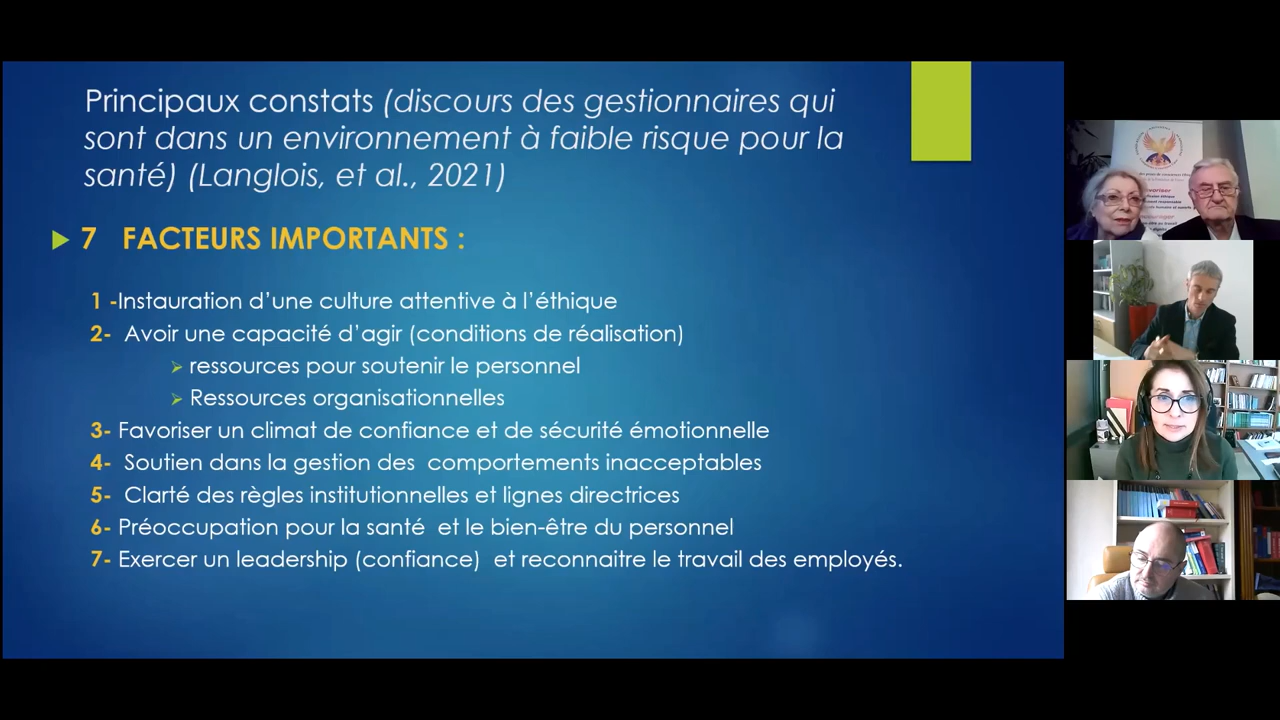 Principaux constats (discours des gestionnaires qui
sont dans un environnement à faible risque pour la
santé) (Langlois, et al., 2021)
7 FACTEURS IMPORTANTS :
1 -Instauration d’une culture attentive à l’éthique
2- Avoir une capacité d’agir (conditions de réalisation)
ressources pour soutenir le personnel
Ressources organisationnelles
3- Favoriser un climat de confiance et de sécurité émotionnelle
4- Soutien dans la gestion des comportements inacceptables
5- Clarté des règles institutionnelles et lignes directrices
6- Préoccupation pour la santé et le bien-être du personnel
7- Exercer un leadership (confiance) et reconnaitre le travail des employés.